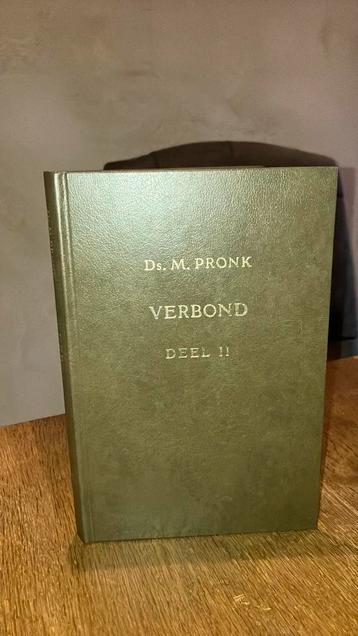 Ds. M. PRONK
VERBOND
DEEL II